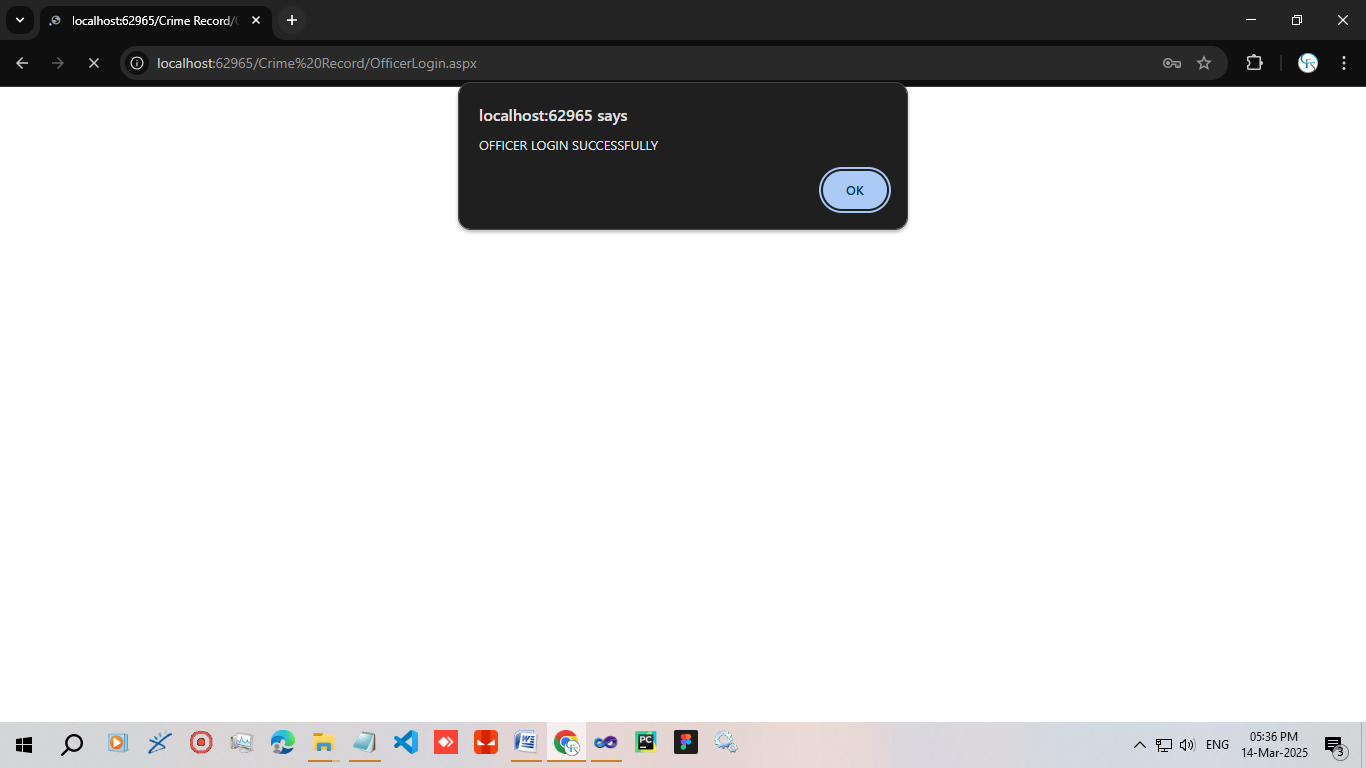 localhost:62965/Crime Record/
localhost:62965/Crime%20Record/OfficerLogin.aspx
localhost:62965 says
OFFICER LOGIN SUCCESSFULLY
OK
PC
W
ENG
05:36 PM
14-Mar-2025
3